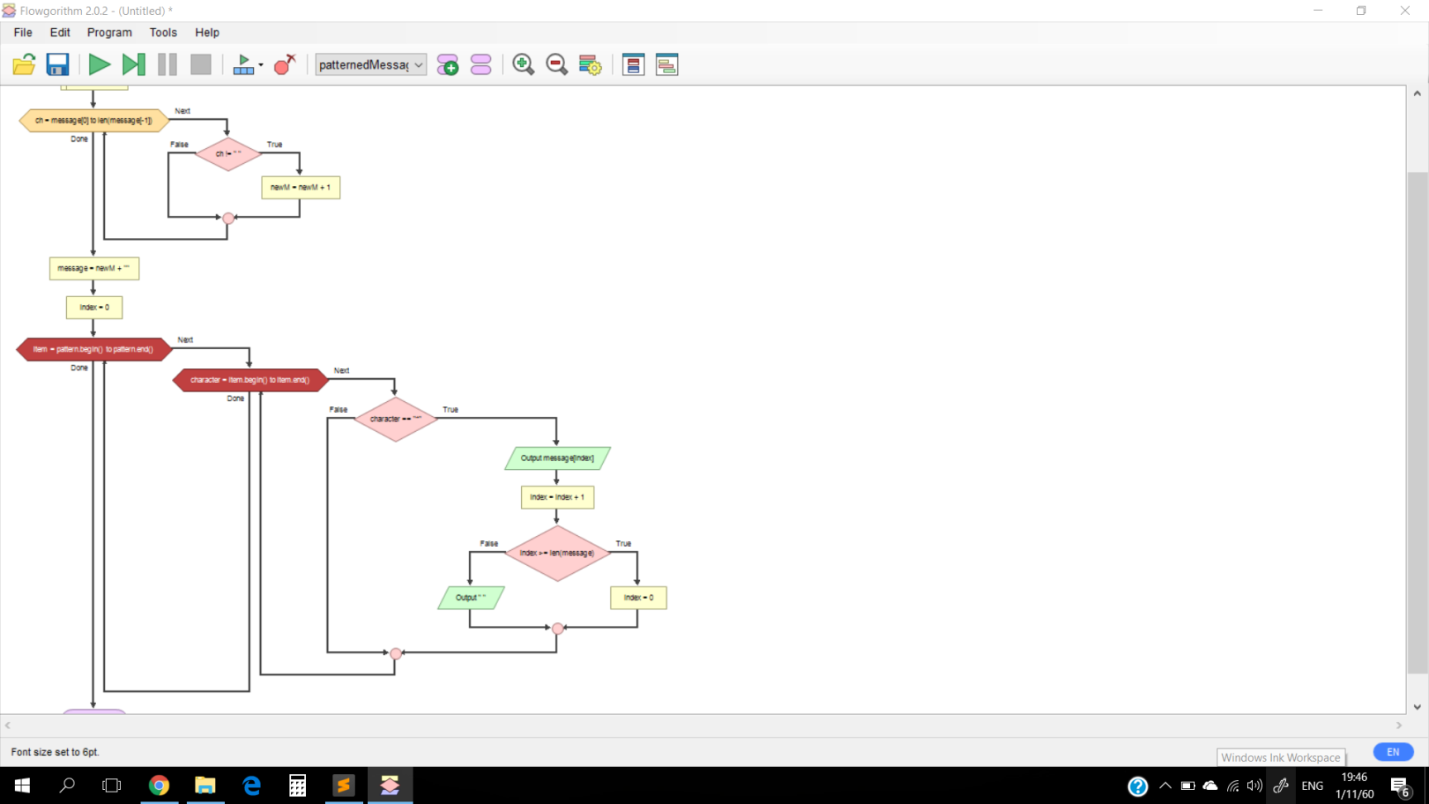 Flowgorithm 2.0.2 - (Untitled) *
File Edit Program Tools Help
patternedMessag
ch = message[0] to len(message[-1])
Next
Done
False
True
ch != " "
newM = newM + 1
message = newM + ""
index = 0
item = pattern.begin() to pattern.end()
Next
Done
character = item.begin() to item.end()
Next
Done
False
True
character == "*"
Output message[index]
index = index + 1
False
True
index >= len(message)
Output " "
index = 0
Font size set to 6pt.
Windows Ink Workspace
EN
ENG
19:46
1/11/60
6